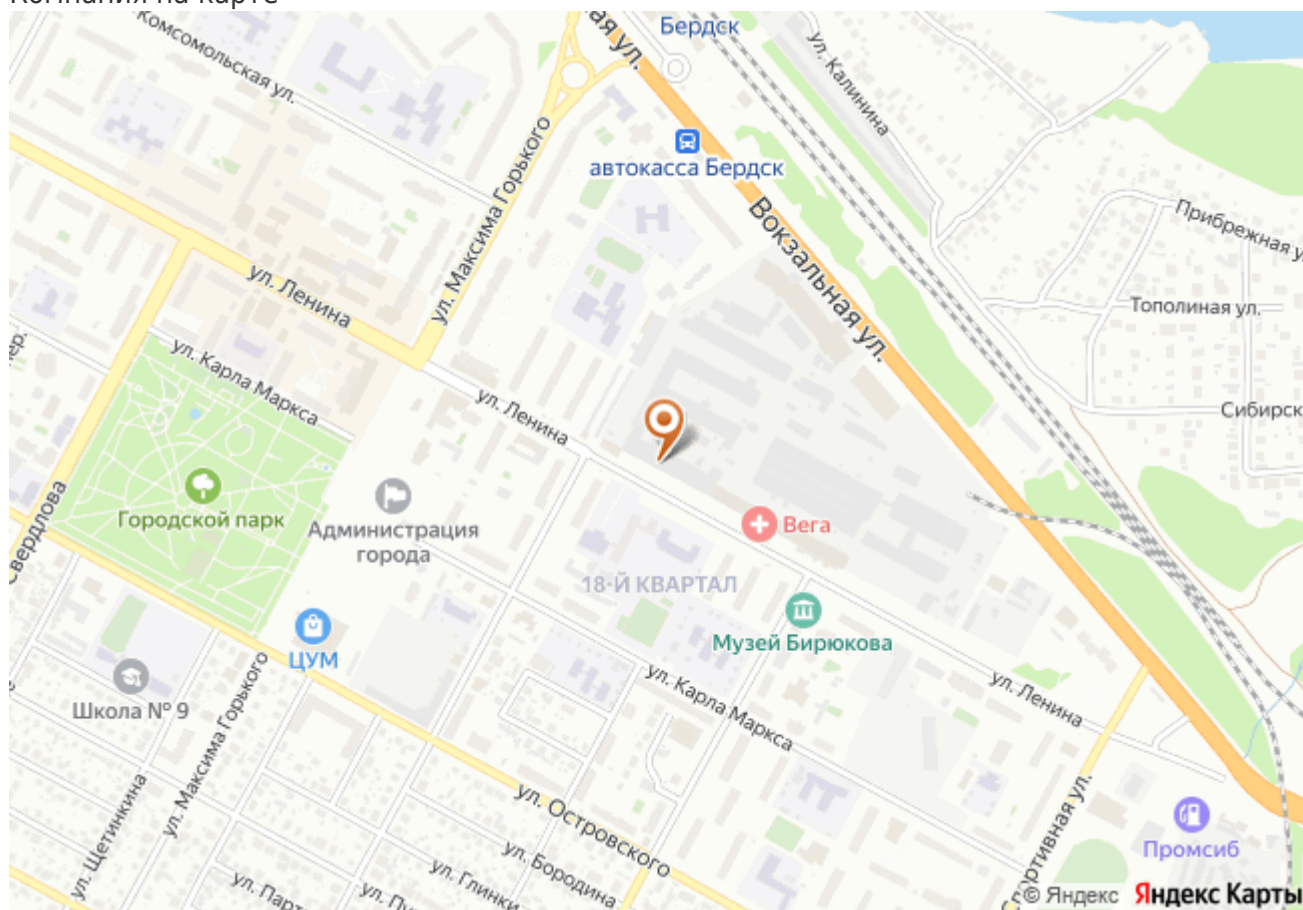 Компания на карте
Комсомольская ул.
Бердск
ул. Калинина
ул. Максима Горького
автокасса Бердск
Вокзальная ул.
Прибрежная
Тополиная ул.
ул. Ленина
ул. Карла Маркса
ул. Ленина
Сибирск
Свердлова
Городской парк
Администрация
города
Вега
18-Й КВАРТАЛ
Музей Бирюкова
ЦУМ
Школа № 9
ул. Карла Маркса
ул. Ленина
ул. Максима Горького
ул. Щетинкина
ул. Островского
ул. Бородина
ул. Глинки
Промсиб
© Яндекс Яндекс Карты